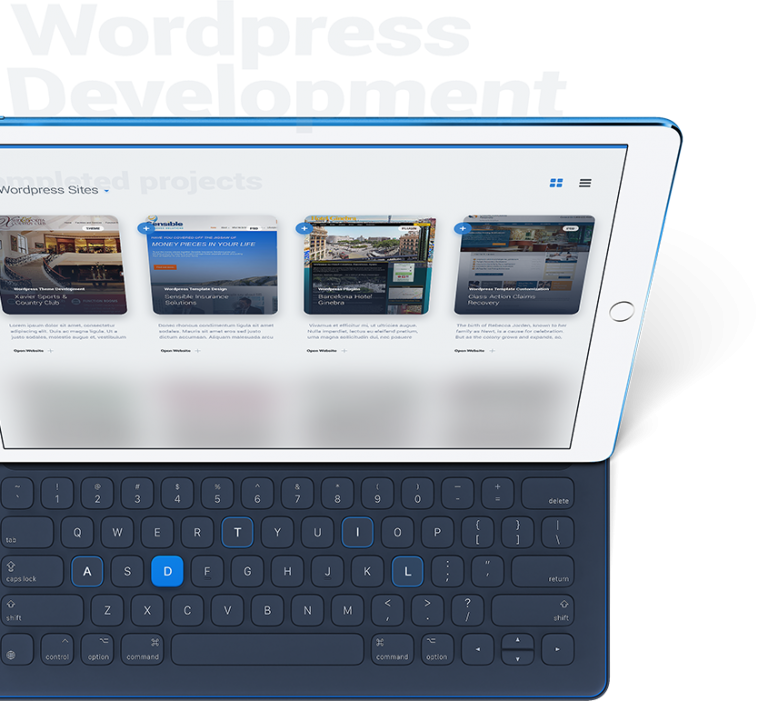 Wordpress
Development
ompleted projects
Wordpress Sites
THEME
Sensible
MONEY PIECES IN YOUR LIFE
Wordpress Theme Development
Xavier Sports &
Country Club
Wordpress Template Design
Sensible Insurance
Solutions
Wordpress Plugins
Barcelona Hotel
Ginebra
Wordpress Template Customization
Class Action Claims
Recovery
Lorem ipsum dolor sit amet, consectetur
adipiscing elit. Duis ac magna ligula. Ut a
justo sodales, molestie augue et, vestibulum
Donec rhoncus condimentum ligula sit amet
sodales. Mauris sit amet eros sed justo
dictum accumsan. Aliquam malesuada arcu
Vivamus et efficitur mi, ut ultricies augue.
Nulla imperdiet, lectus eu eleifend pretium,
urna magna sollicitudin dui,
The birth of Rebecca Jordan, known to her
family as Reed, is a cause for celebration.
But as the colony grows and expands, so,
Open Website
Open Website
Open Website
Open Website
~ ! @ # $ % ^ & * ( ) — +
` 1 2 3 4 5 6 7 8 9 0 - = delete
tab Q W E R T Y U I O P { [ } ] | \
caps lock A S D F G H J K L : ; " ' return
shift Z X C V B N M < , > . ? / shift
control option command command option